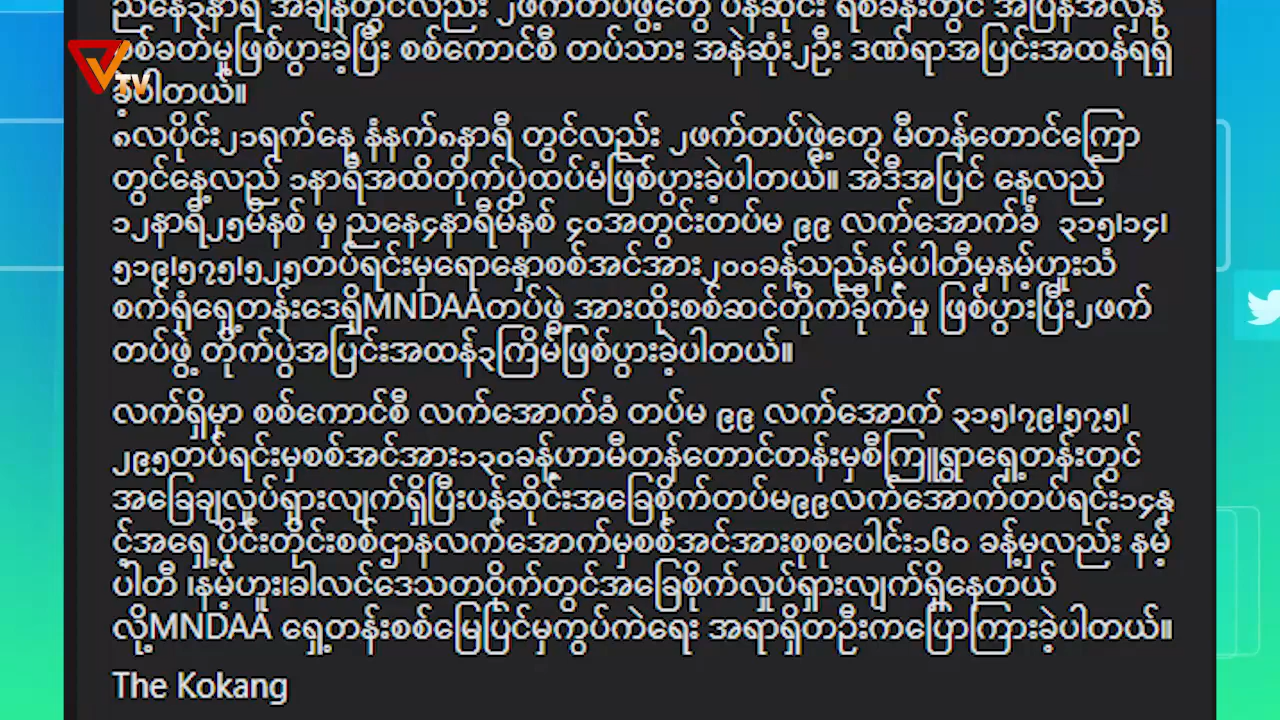 ညနေ၃နာရီ အချိန်တွင်လည်း ၂ဖက်တပ်ဖွဲ့တွေ ပန်ဆိုင်း ရဲစခန်းတွင် အပြန်အလှန်
စစ်ခတ်မှုဖြစ်ပွားခဲ့ပြီး စစ်ကောင်စီ တပ်သား အနဲဆုံး၂ဦး ဒဏ်ရာအပြင်းအထန်ရရှိ
TV
ခဲ့ပါတယ်။
၈လပိုင်း၂၁ရက်နေ့ နံနက်၈နာရီ တွင်လည်း ၂ဖက်တပ်ဖွဲ့တွေ မီတန်တောင်ကြော
တွင်နေ့လည် ၁နာရီအထိတိုက်ပွဲထပ်မံဖြစ်ပွားခဲ့ပါတယ်။ အဲဒီအပြင် နေ့လည်
၁၂နာရီ၂၅မီနစ် မှ ညနေ၄နာရီမိနစ် ၄၀အတွင်းတပ်မ ၉၉ လက်အောက်ခံ ၃၁၅၊၁၄၊
၅၁၉၊၅၇၅၊၅၂၅တပ်ရင်းမှရောနှောစစ်အင်အား၂၀၀ခန့်သည်နမ့်ပါတီမှနမ့်ဟူးသံ
စက်ရုံရှေ့တန်းဒေရှိMNDAAတပ်ဖွဲ့ အားထိုးစစ်ဆင်တိုက်ခိုက်မှု ဖြစ်ပွားပြီး၂ဖက်
တပ်ဖွဲ့ တိုက်ပွဲအပြင်းအထန်၃ကြိမ်ဖြစ်ပွားခဲ့ပါတယ်။
လက်ရှိမှာ စစ်ကောင်စီ လက်အောက်ခံ တပ်မ ၉၉ လက်အောက် ၃၁၅၊၇၉၊၅၇၅၊
၂၉၅တပ်ရင်းမှစစ်အင်အား၁၃၀ခန့်ဟာမီတန်တောင်တန်းမှစီကြူရွာရှေ့တန်းတွင်
အခြေချလှုပ်ရှားလျက်ရှိပြီးပန်ဆိုင်းအခြေစိုက်တပ်မ၉၉လက်အောက်တပ်ရင်း၁၄နှ
င့်အရှေ့ပိုင်းတိုင်းစစ်ဌာနလက်အောက်မှစစ်အင်အားစုစုပေါင်း၁၆၀ ခန့်မှလည်း နမ့်
ပါတီ ၊နမ့်ဟူး၊ခါလင်ဒေသတဝိုက်တွင်အခြေစိုက်လှုပ်ရှားလျက်ရှိနေတယ်
လို့MNDAA ရှေ့တန်းစစ်မြေပြင်မှကွပ်ကဲရေး အရာရှိတဦးကပြောကြားခဲ့ပါတယ်။
The Kokang